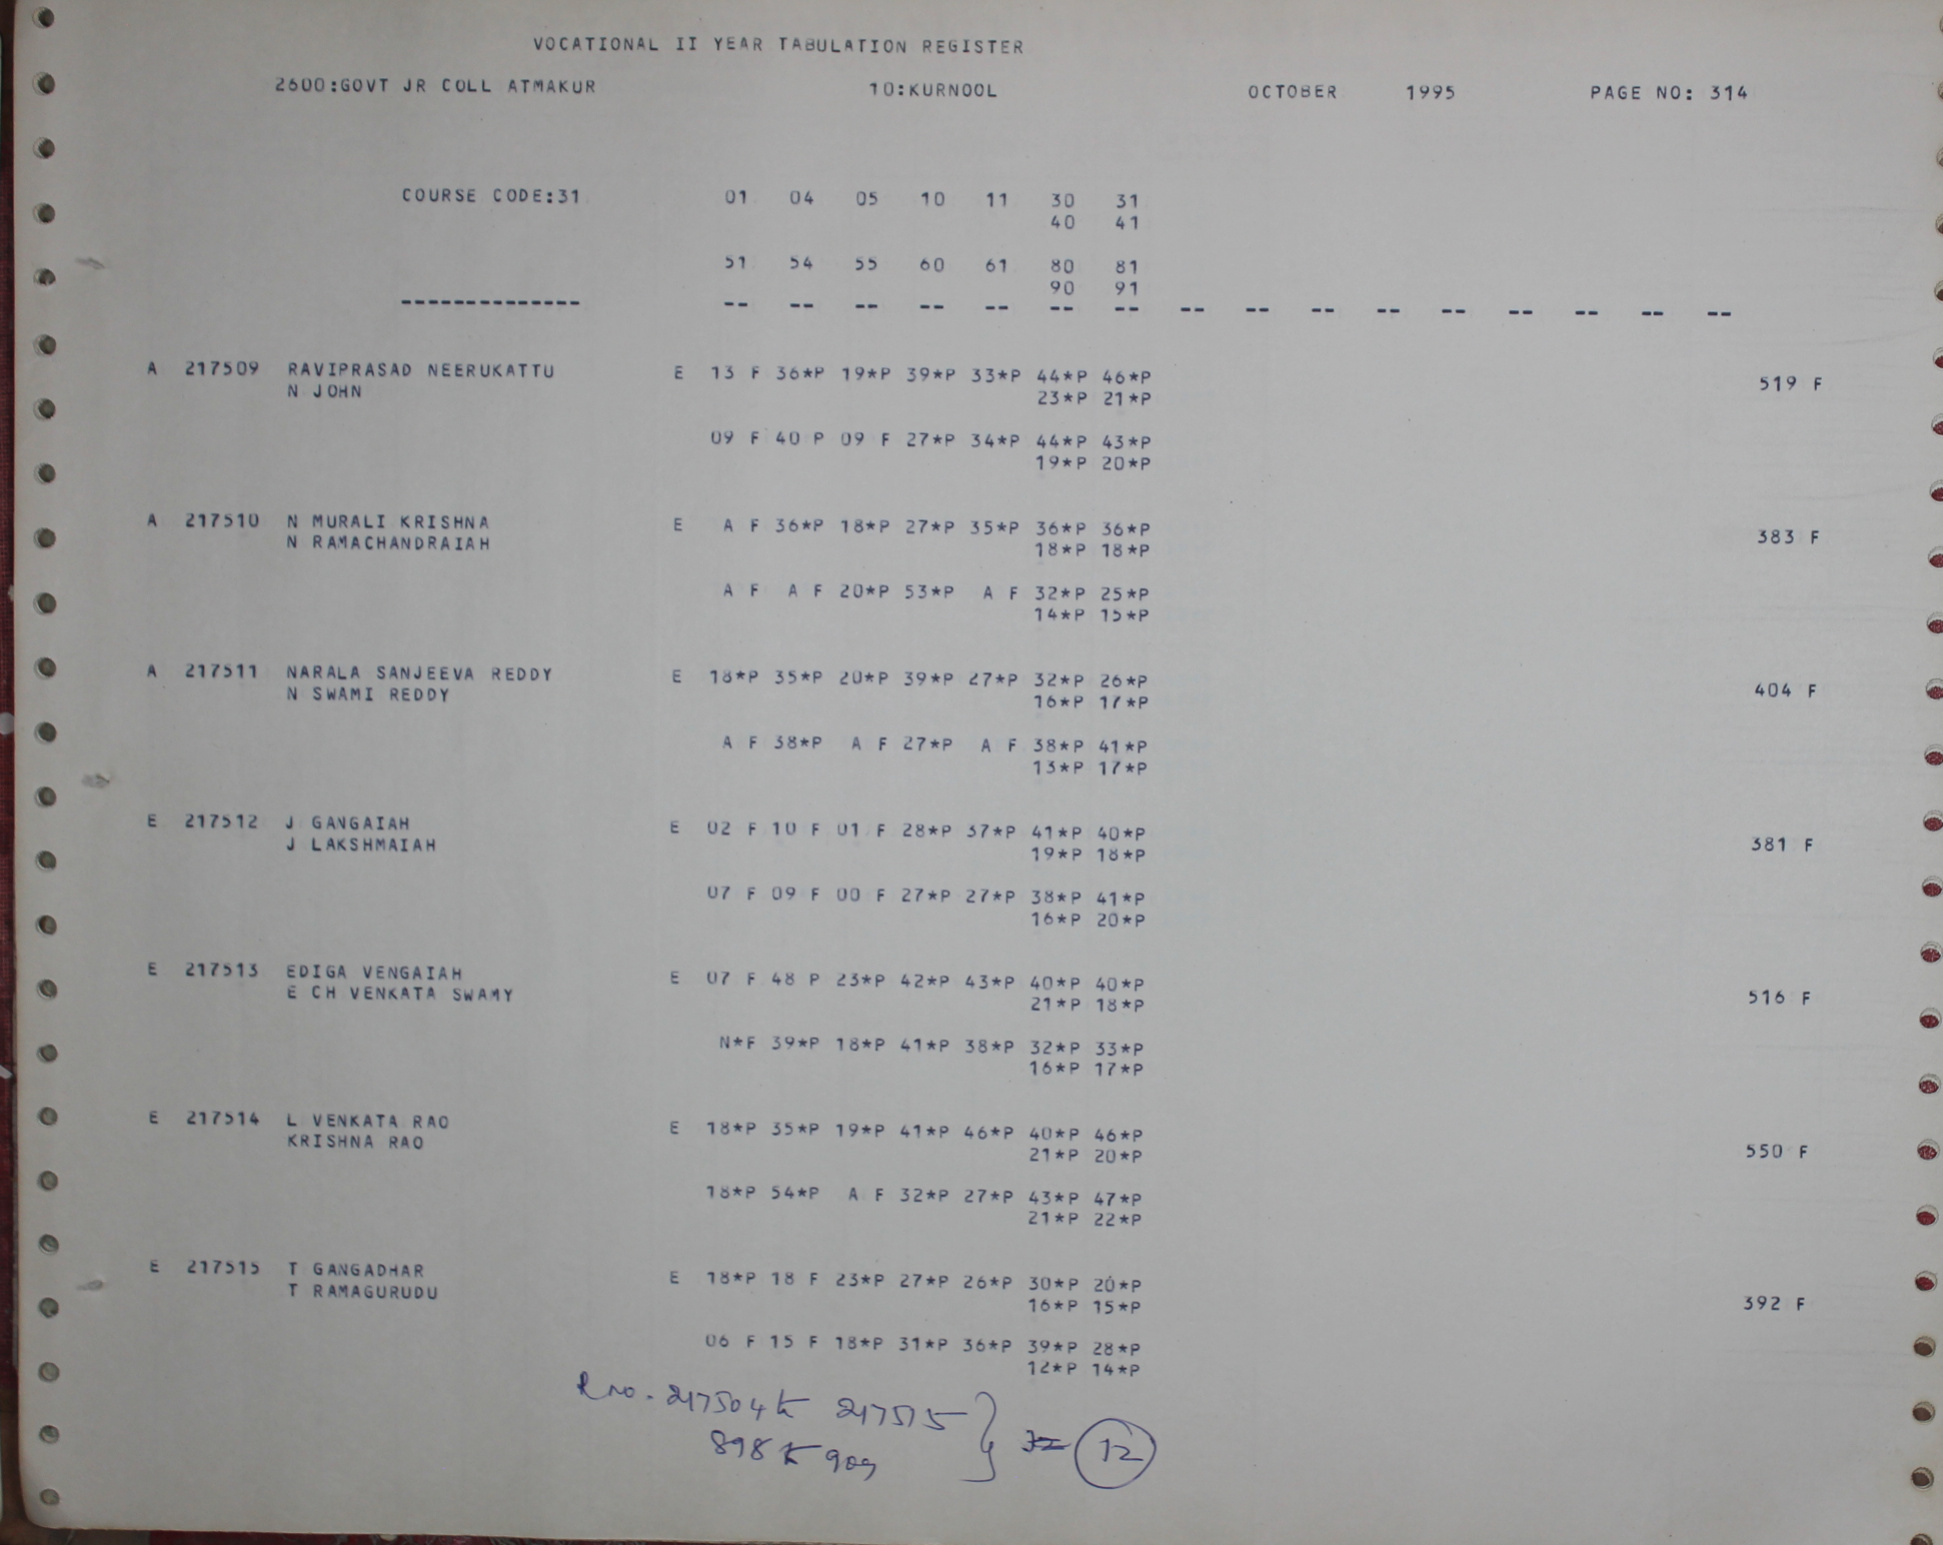 VOCATIONAL II YEAR TABULATION REGISTER
2600:GOVT JR COLL ATMAKUR 10:KURNOOL OCTOBER 1995 PAGE NO: 314
COURSE CODE:31 01 04 05 10 11 30 31
40 41
51 54 55 60 61 80 81
90 91
-------------- -- -- -- -- -- -- -- -- -- -- -- -- -- -- -- --
A 217509 RAVIPRASAD NEERUKATTU E 13 F 36*P 19*P 39*P 33*P 44*P 46*P 519 F
N JOHN 23*P 21*P
09 F 40 P 09 F 27*P 34*P 44*P 43*P
19*P 20*P
A 217510 N MURALI KRISHNA E A F 36*P 18*P 27*P 35*P 36*P 36*P 383 F
N RAMACHANDRAIAH 18*P 18*P
A F A F 20*P 53*P A F 32*P 25*P
14*P 15*P
A 217511 NARALA SANJEEVA REDDY E 18*P 35*P 20*P 39*P 27*P 32*P 26*P 404 F
N SWAMI REDDY 16*P 17*P
A F 38*P A F 27*P A F 38*P 41*P
13*P 17*P
E 217512 J GANGAIAH E 02 F 10 F 01 F 28*P 37*P 41*P 40*P 381 F
J LAKSHMAIAH 19*P 18*P
07 F 09 F 00 F 27*P 27*P 38*P 41*P
16*P 20*P
E 217513 EDIGA VENGAIAH E 07 F 48 P 23*P 42*P 43*P 40*P 40*P 516 F
E CH VENKATA SWAMY 21*P 18*P
N*F 39*P 18*P 41*P 38*P 32*P 33*P
16*P 17*P
E 217514 L VENKATA RAO E 18*P 35*P 19*P 41*P 46*P 40*P 46*P 550 F
KRISHNA RAO 21*P 20*P
18*P 54*P A F 32*P 27*P 43*P 47*P
21*P 22*P
E 217515 T GANGADHAR E 18*P 18 F 23*P 27*P 26*P 30*P 20*P 392 F
T RAMAGURUDU 16*P 15*P
06 F 15 F 18*P 31*P 36*P 39*P 28*P
12*P 14*P
R no. 217504 to 217515
898 to 909 12